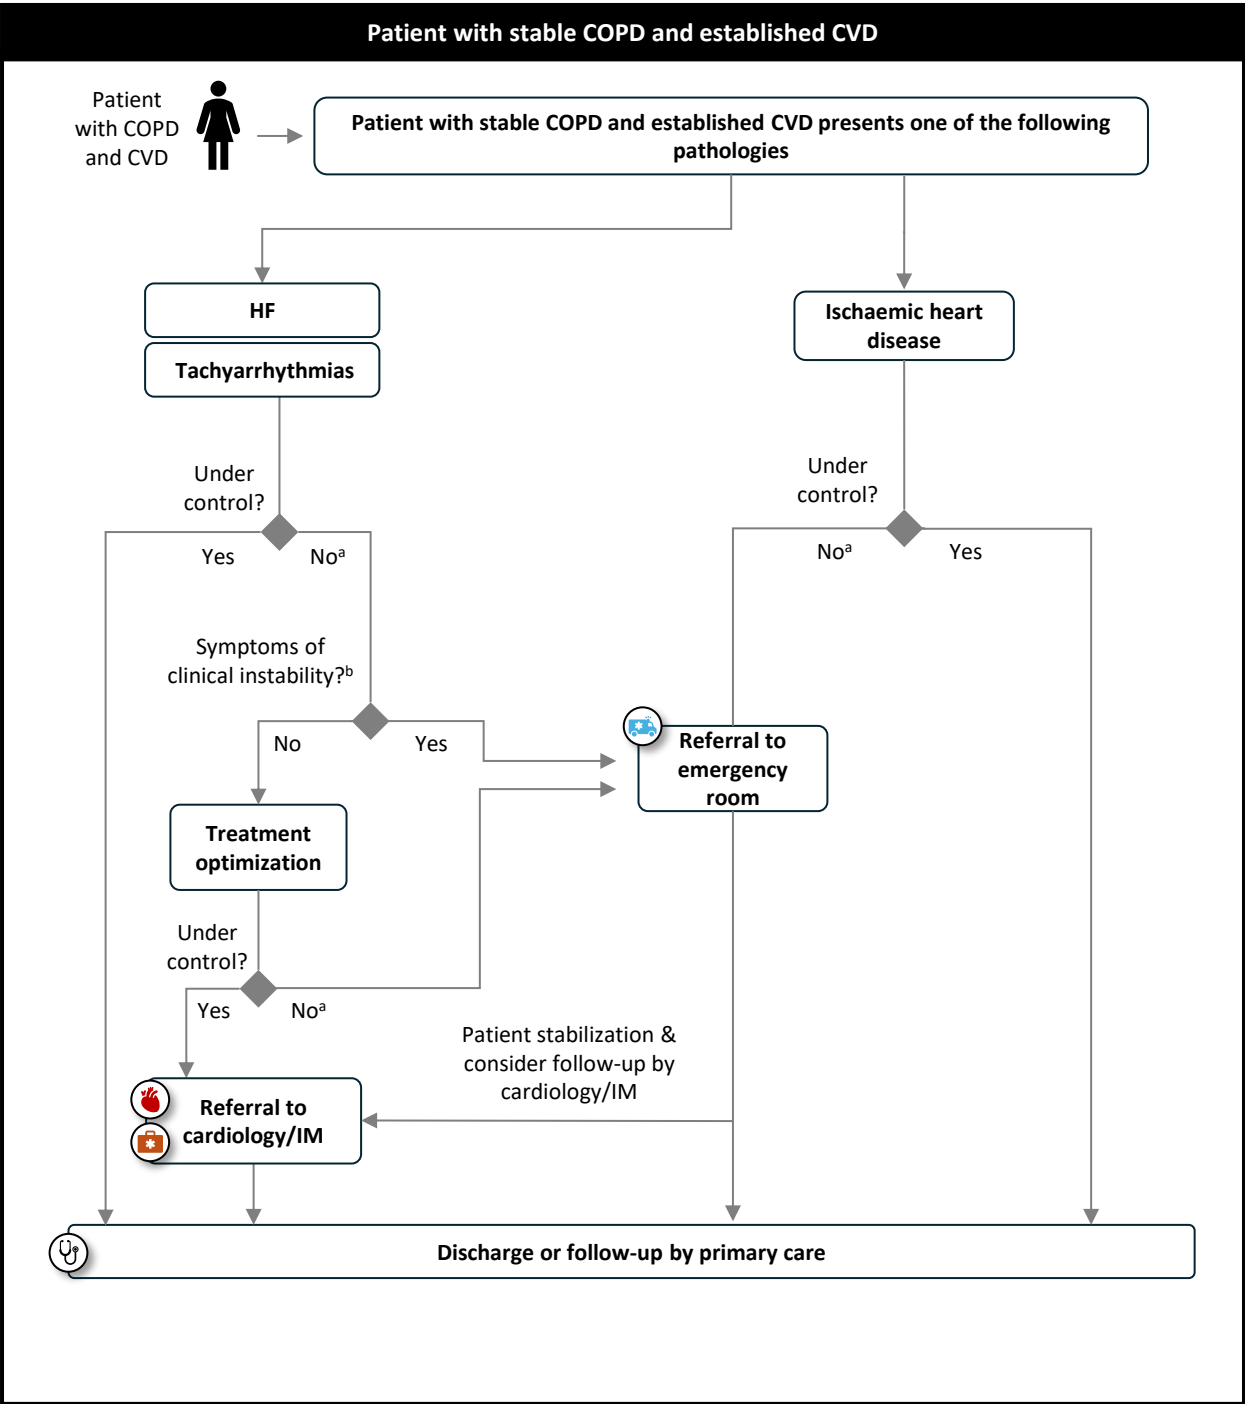 Patient with stable COPD and established CVD
Patient
with COPD
and CVD
Patient with stable COPD and established CVD presents one of the following
pathologies
HF
Tachyarrhythmias
Ischaemic heart
disease
Under
control?
Yes
Noᵃ
Under
control?
Noᵃ
Yes
Symptoms of
clinical instability?ᵇ
No
Yes
Referral to
emergency
room
Treatment
optimization
Under
control?
Yes
Noᵃ
Patient stabilization &
consider follow-up by
cardiology/IM
Referral to
cardiology/IM
Discharge or follow-up by primary care